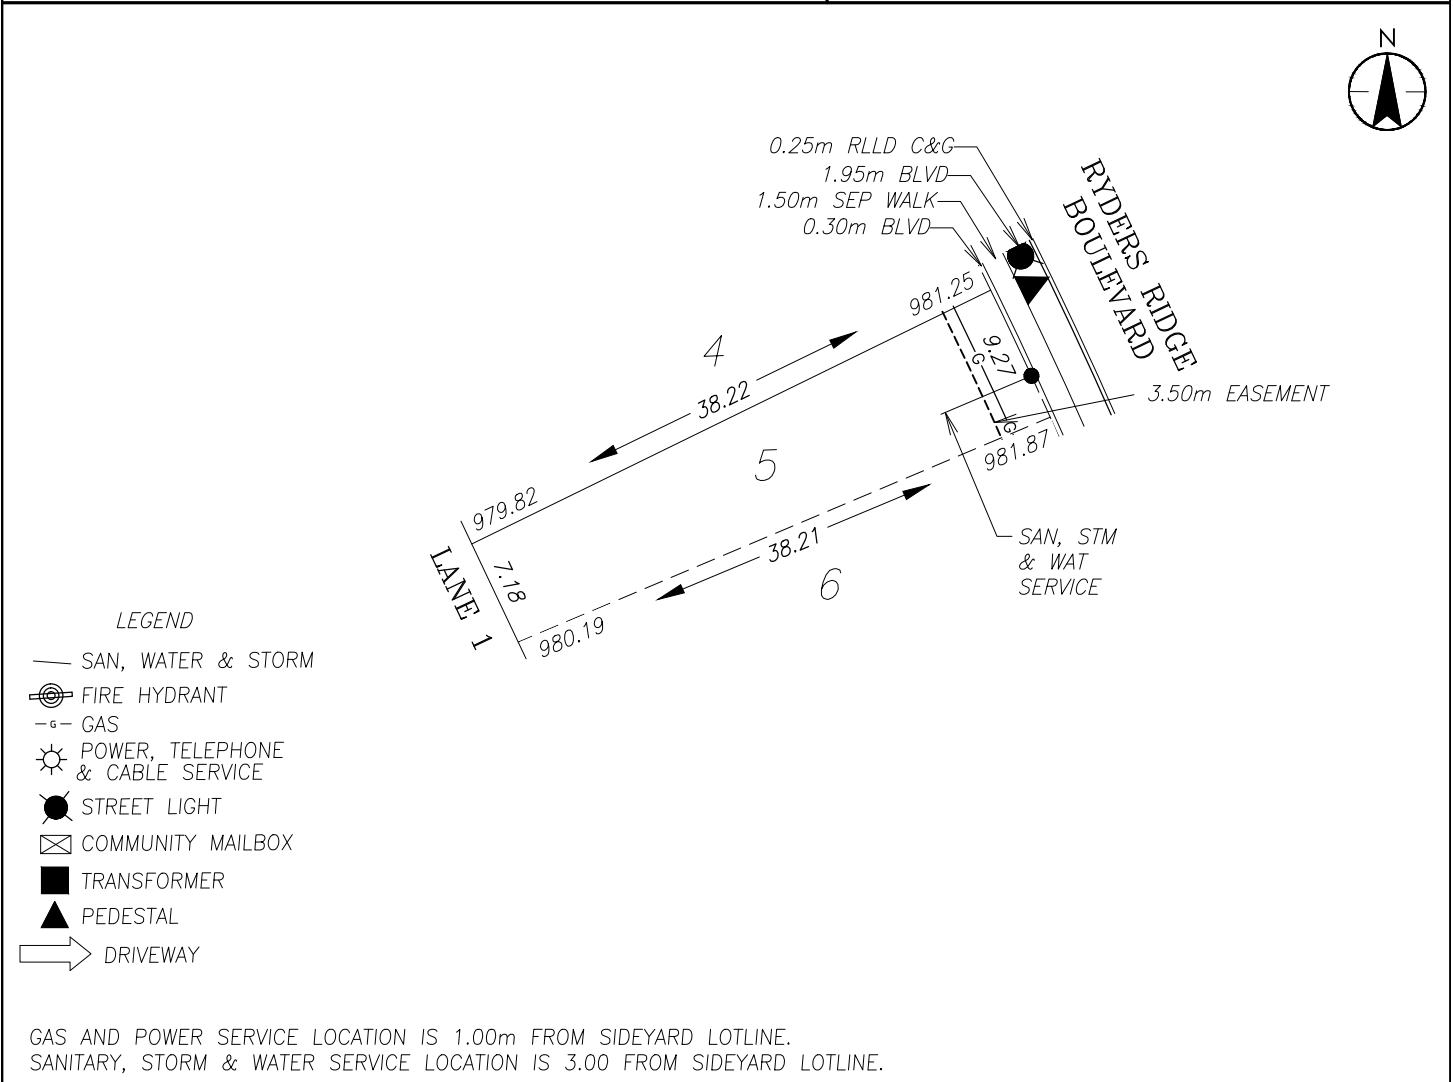 N
0.25m RLLD C&G
1.95m BLVD
1.50m SEP WALK
0.30m BLVD
RYDERS RIDGE
BOULEVARD
981.25
4
9.27
G
38.22
3.50m EASEMENT
G
981.87
5
979.82
38.21
SAN, STM
& WAT
SERVICE
LANE 1
7.18
6
980.19
LEGEND
SAN, WATER & STORM
FIRE HYDRANT
G GAS
POWER, TELEPHONE
& CABLE SERVICE
STREET LIGHT
COMMUNITY MAILBOX
TRANSFORMER
PEDESTAL
DRIVEWAY
GAS AND POWER SERVICE LOCATION IS 1.00m FROM SIDEYARD LOTLINE.
SANITARY, STORM & WATER SERVICE LOCATION IS 3.00 FROM SIDEYARD LOTLINE.